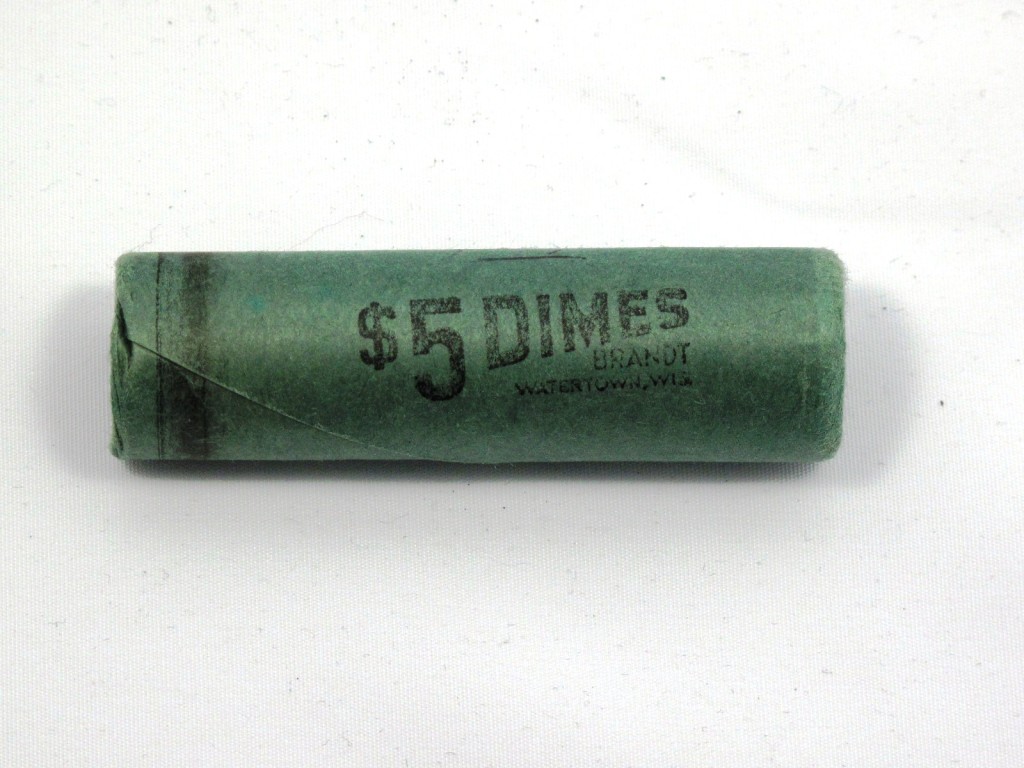 $5 DIMES
BRANDT
WATERTOWN, WIS.